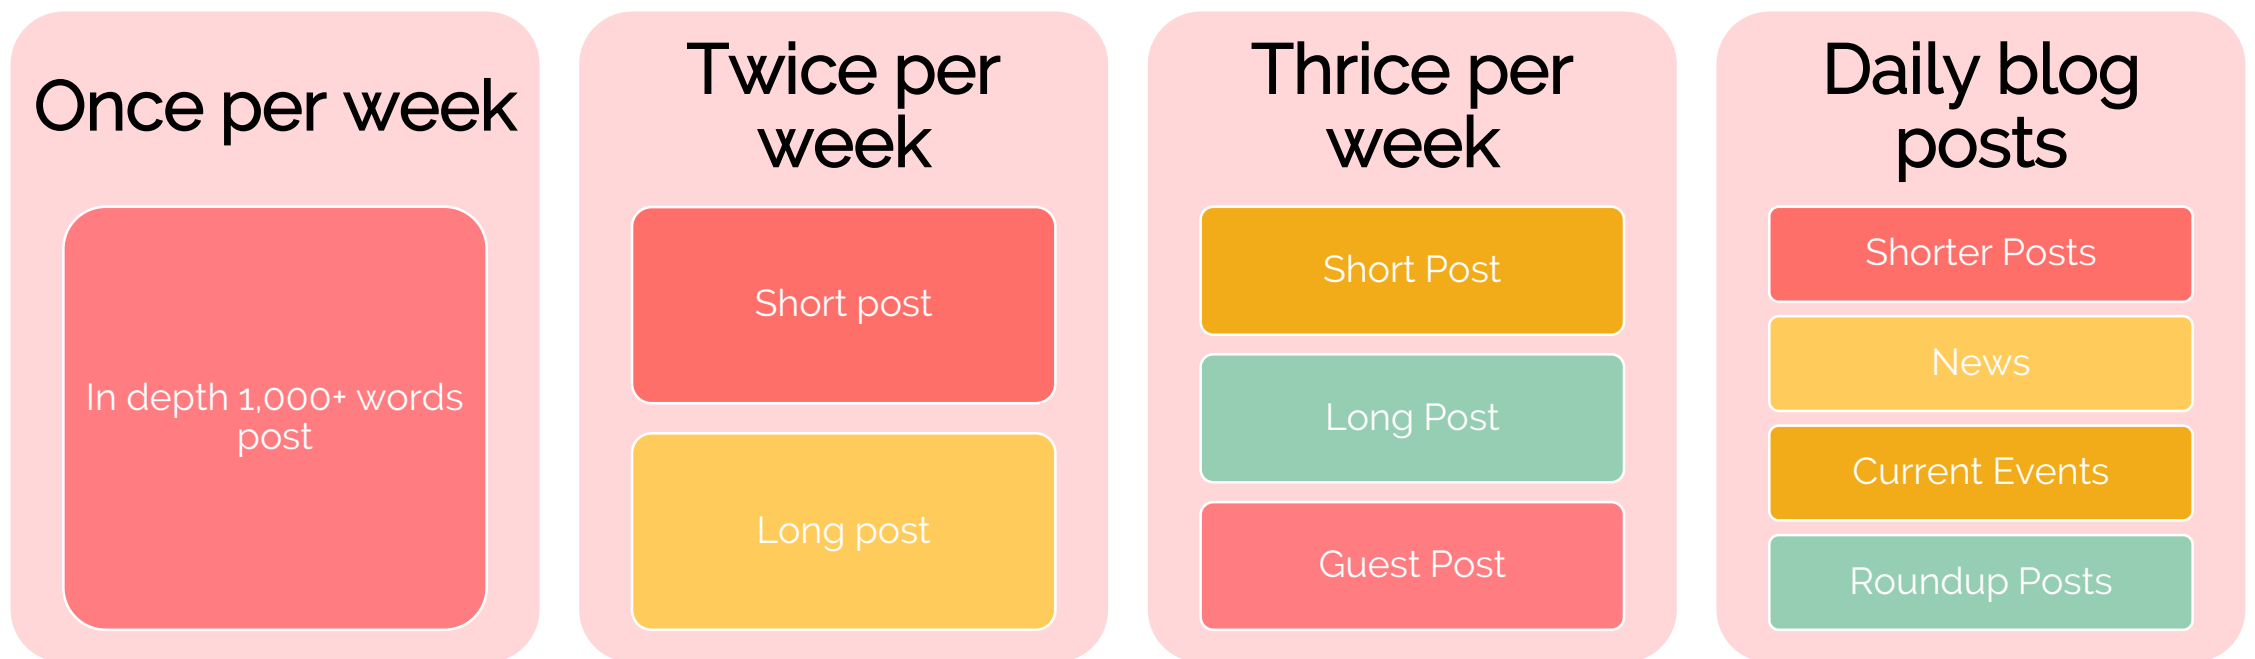 Once per week
In depth 1,000+ words
post
Twice per
week
Short post
Long post
Thrice per
week
Short Post
Long Post
Guest Post
Daily blog
posts
Shorter Posts
News
Current Events
Roundup Posts